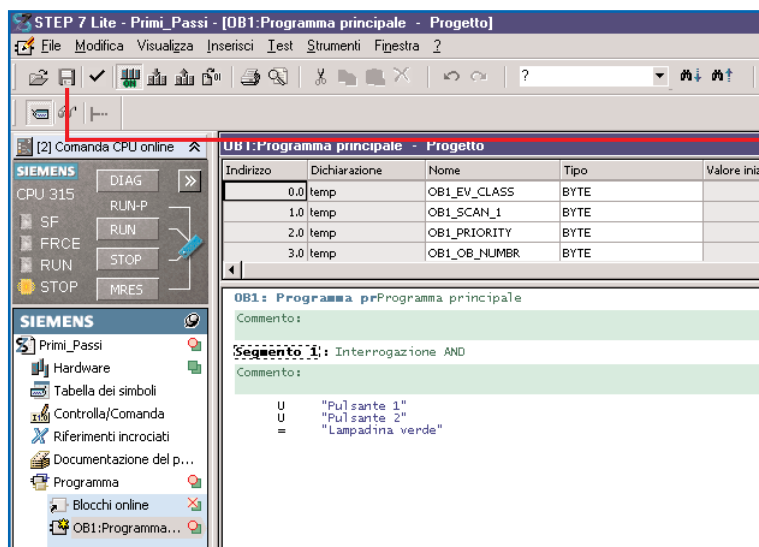 STEP 7 Lite - Primi_Passi - [OB1:Programma principale - Progetto]
File Modifica Visualizza Inserisci Test Strumenti Finestra ?
ON
?
[2] Comanda CPU online
SIEMENS
CPU 315
DIAG
RUN-P
SF
RUN
FRCE
RUN
STOP
STOP
MRES
OB1:Programma principale - Progetto
Indirizzo Dichiarazione Nome Tipo Valore iniz
0.0 temp OB1_EV_CLASS BYTE
1.0 temp OB1_SCAN_1 BYTE
2.0 temp OB1_PRIORITY BYTE
3.0 temp OB1_OB_NUMBR BYTE
OB1: Programma prProgramma principale
Commento:
Segmento 1: Interrogazione AND
Commento:
U "Pulsante 1"
U "Pulsante 2"
= "Lampadina verde"
SIEMENS
Primi_Passi
Hardware
Tabella dei simboli
Controlla/Comanda
Riferimenti incrociati
Documentazione del p...
Programma
Blocchi online
OB1:Programma...